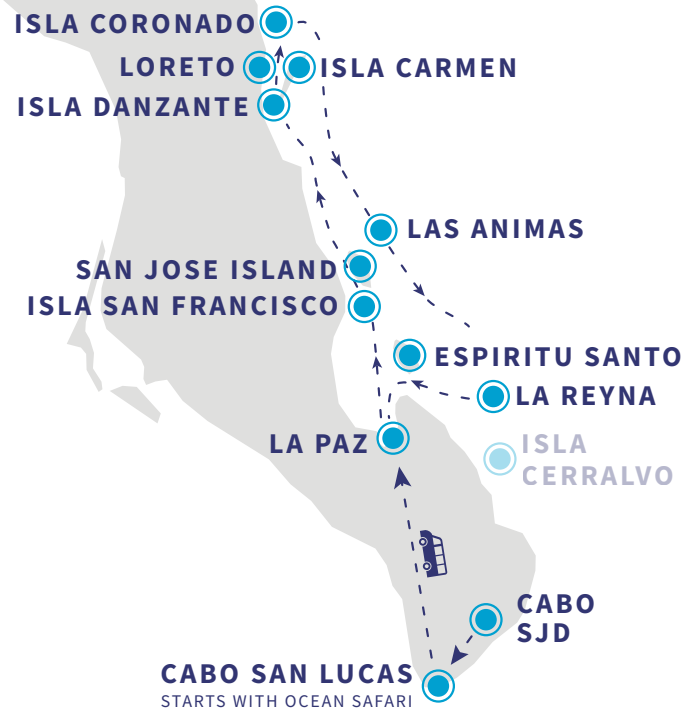 ISLA CORONADO
LORETO
ISLA CARMEN
ISLA DANZANTE
LAS ANIMAS
SAN JOSE ISLAND
ISLA SAN FRANCISCO
ESPIRITU SANTO
LA REYNA
LA PAZ
ISLA
CERRALVO
CABO
SJD
CABO SAN LUCAS
STARTS WITH OCEAN SAFARI